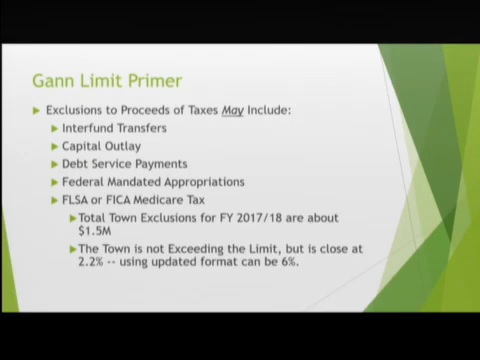 Gann Limit Primer
Exclusions to Proceeds of Taxes May Include:
Interfund Transfers
Capital Outlay
Debt Service Payments
Federal Mandated Appropriations
FLSA or FICA Medicare Tax
Total Town Exclusions for FY 2017/18 are about
$1.5M
The Town is not Exceeding the Limit, but is close at
2.2% -- using updated format can be 6%.